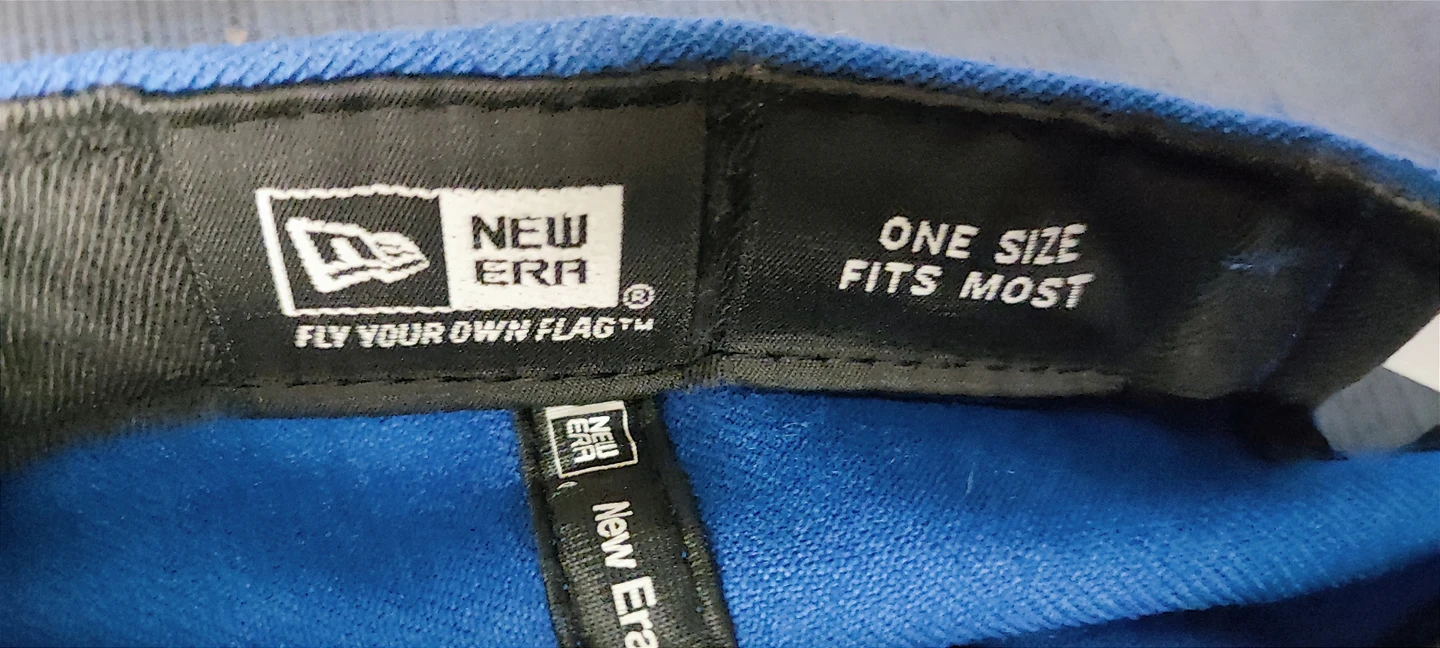 NEW
ERA
®
FLY YOUR OWN FLAG™
ONE SIZE
FITS MOST
NEW
ERA
New Era